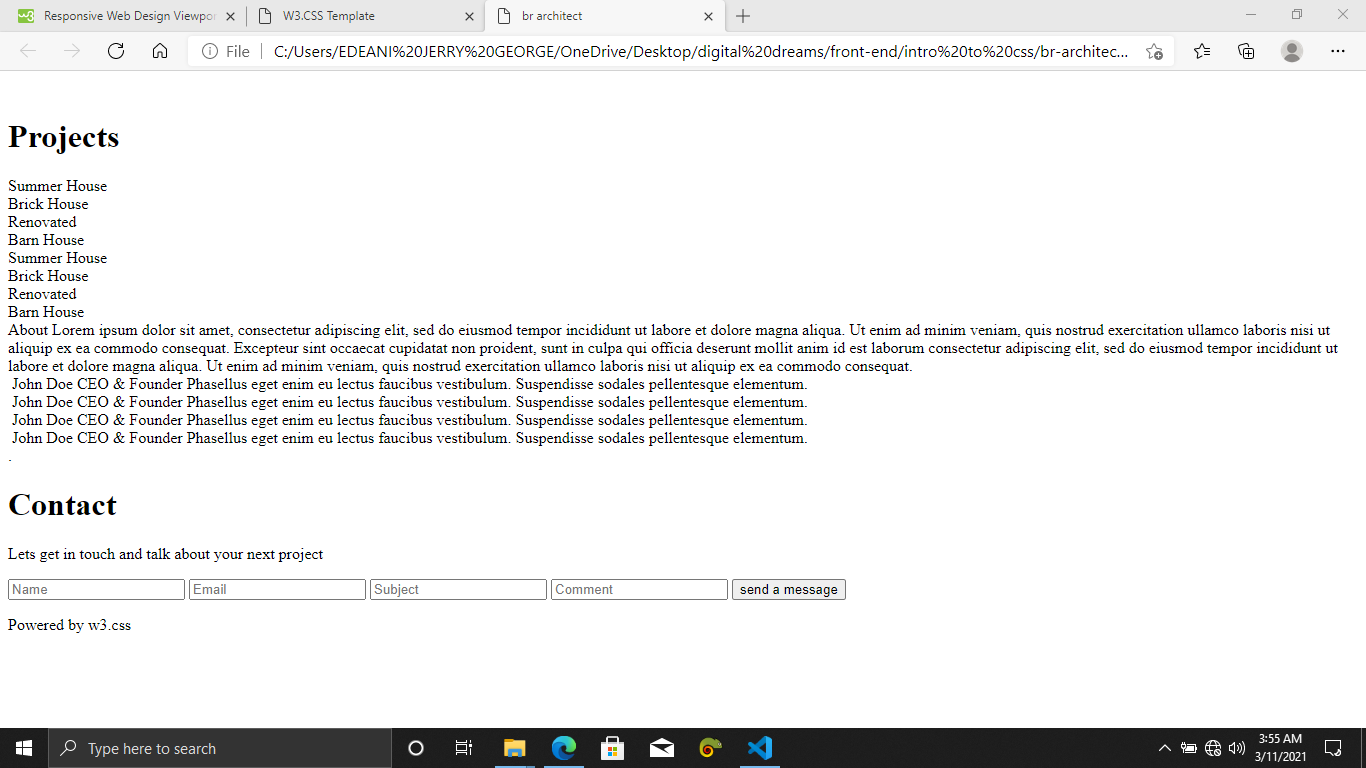 Responsive Web Design Viewpor
W3.CSS Template
br architect
File
C:/Users/EDEANI%20JERRY%20GEORGE/OneDrive/Desktop/digital%20dreams/front-end/intro%20to%20css/br-architec...
Projects
Summer House
Brick House
Renovated
Barn House
Summer House
Brick House
Renovated
Barn House
About Lorem ipsum dolor sit amet, consectetur adipiscing elit, sed do eiusmod tempor incididunt ut labore et dolore magna aliqua. Ut enim ad minim veniam, quis nostrud exercitation ullamco laboris nisi ut
aliquip ex ea commodo consequat. Excepteur sint occaecat cupidatat non proident, sunt in culpa qui officia deserunt mollit anim id est laborum consectetur adipiscing elit, sed do eiusmod tempor incididunt ut
labore et dolore magna aliqua. Ut enim ad minim veniam, quis nostrud exercitation ullamco laboris nisi ut aliquip ex ea commodo consequat.
John Doe CEO & Founder Phasellus eget enim eu lectus faucibus vestibulum. Suspendisse sodales pellentesque elementum.
John Doe CEO & Founder Phasellus eget enim eu lectus faucibus vestibulum. Suspendisse sodales pellentesque elementum.
John Doe CEO & Founder Phasellus eget enim eu lectus faucibus vestibulum. Suspendisse sodales pellentesque elementum.
John Doe CEO & Founder Phasellus eget enim eu lectus faucibus vestibulum. Suspendisse sodales pellentesque elementum.
.
Contact
Lets get in touch and talk about your next project
Name Email Subject Comment send a message
Powered by w3.css
Type here to search
3:55 AM
3/11/2021